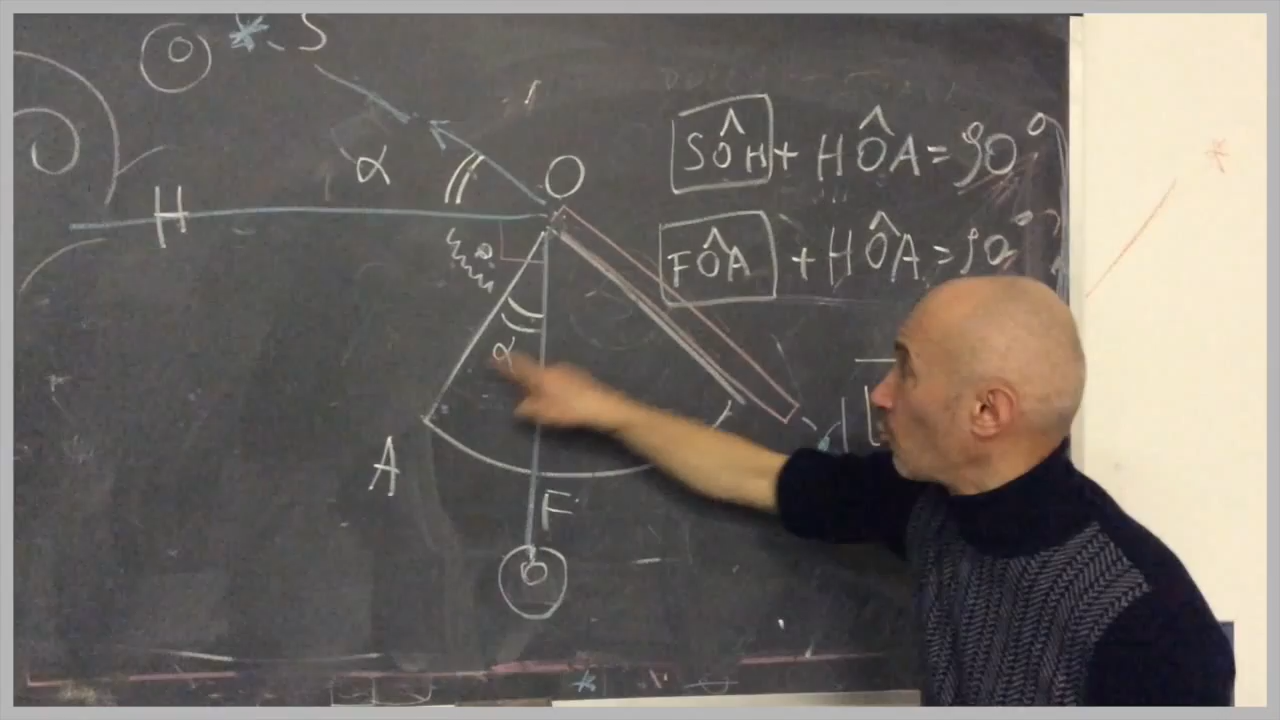 S
SÔH + HÔA = 90°
α
O
H
FÔA + HÔA = 90°
α
A
F